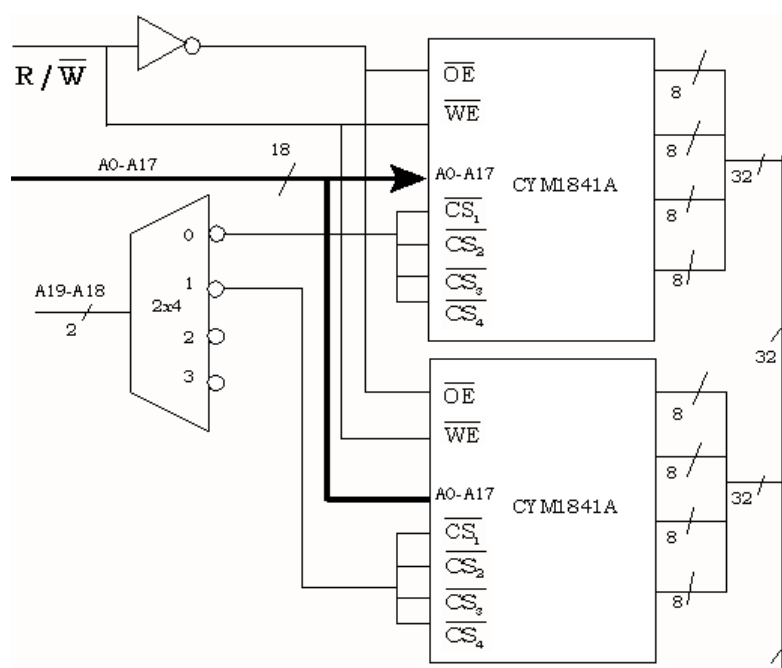 R / W
A0-A17
18
A19-A18
2
2x4
0
1
2
3
OE
WE
A0-A17
CS1
CS2
CS3
CS4
CYM1841A
8
8
8
8
32
32
OE
WE
A0-A17
CS1
CS2
CS3
CS4
CYM1841A
8
8
8
8
32